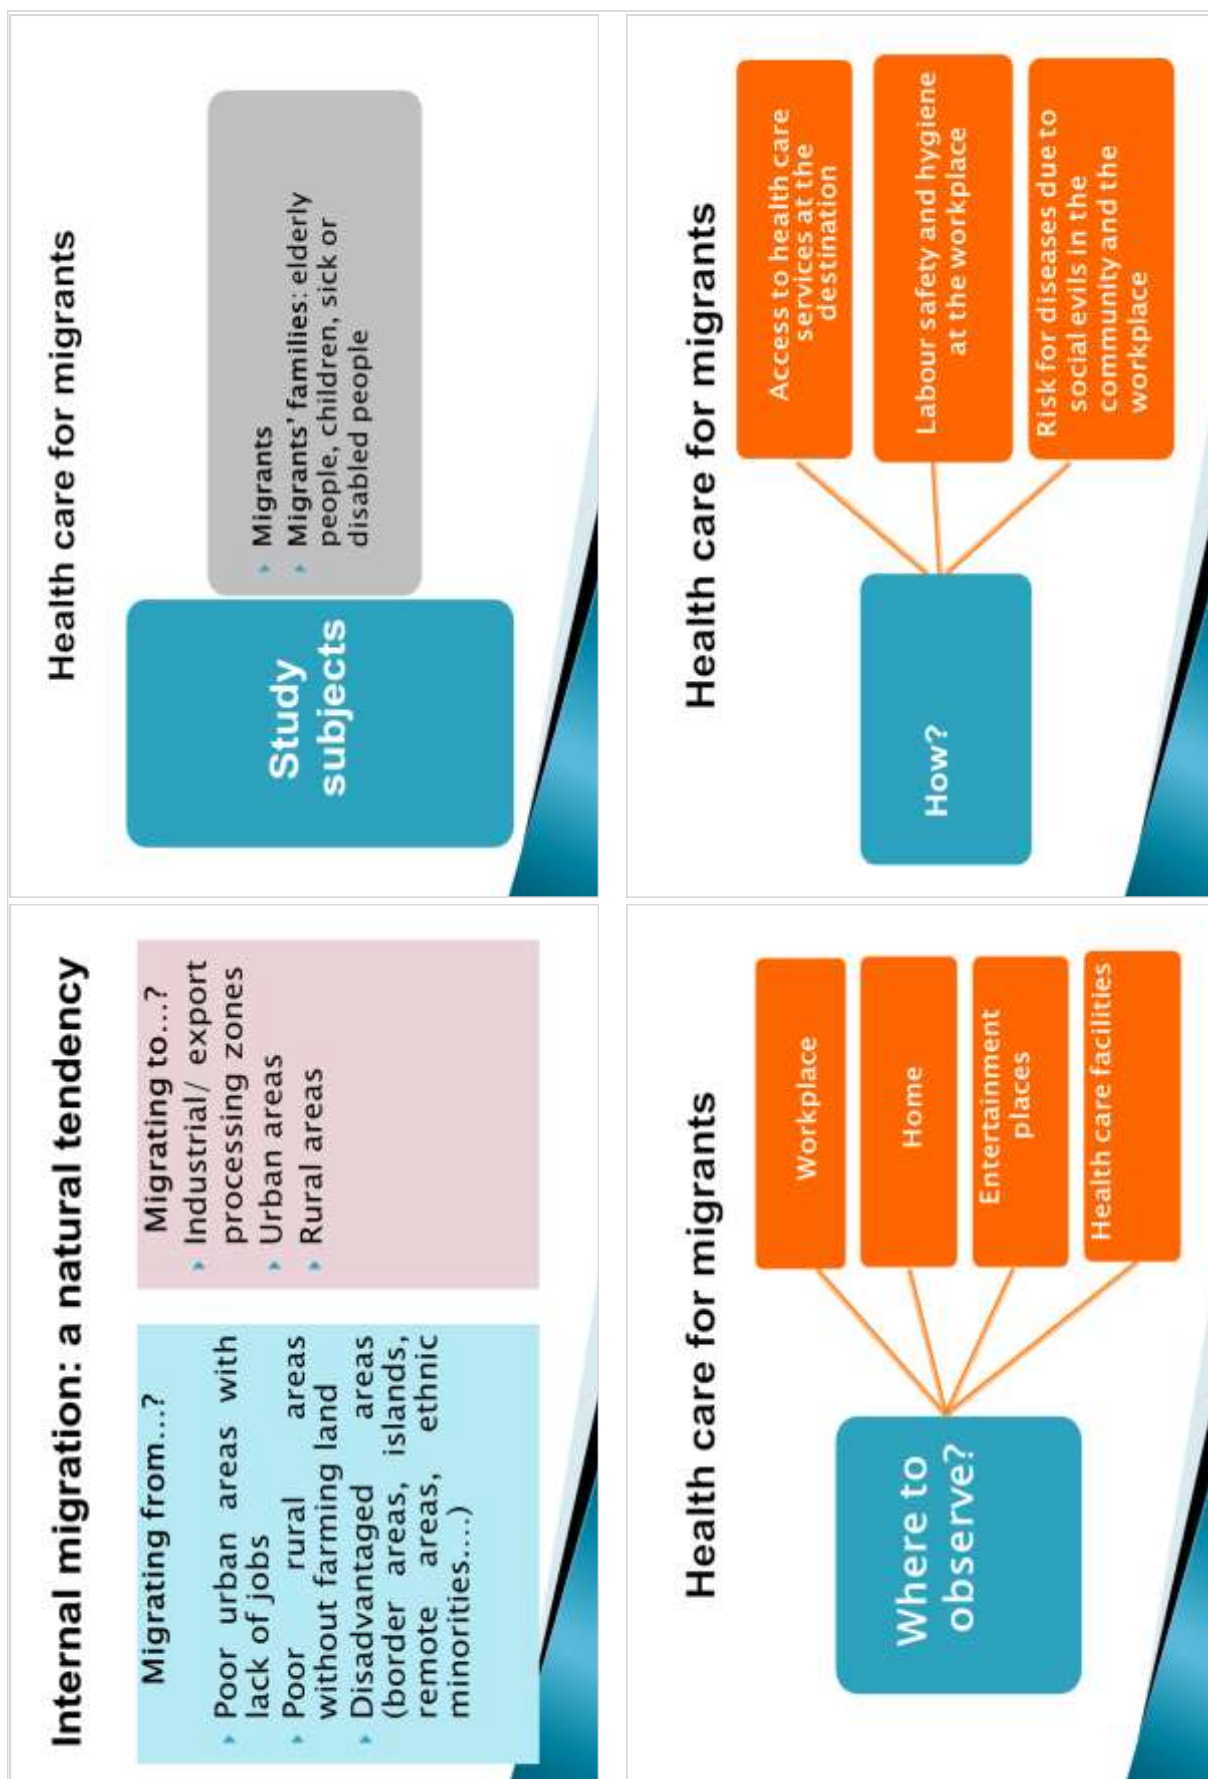 Internal migration: a natural tendency
Migrating from...?
Poor urban areas with
lack of jobs
Poor rural areas
without farming land
Disadvantaged areas
(border areas, islands,
remote areas, ethnic
minorities....)
Migrating to...?
Industrial/ export
processing zones
Urban areas
Rural areas
Health care for migrants
Study
subjects
Migrants
Migrants' families: elderly
people, children, sick or
disabled people
Health care for migrants
Where to
observe?
Workplace
Home
Entertainment
places
Health care facilities
Health care for migrants
How?
Access to health care
services at the
destination
Labour safety and hygiene
at the workplace
Risk for diseases due to
social evils in the
community and the
workplace